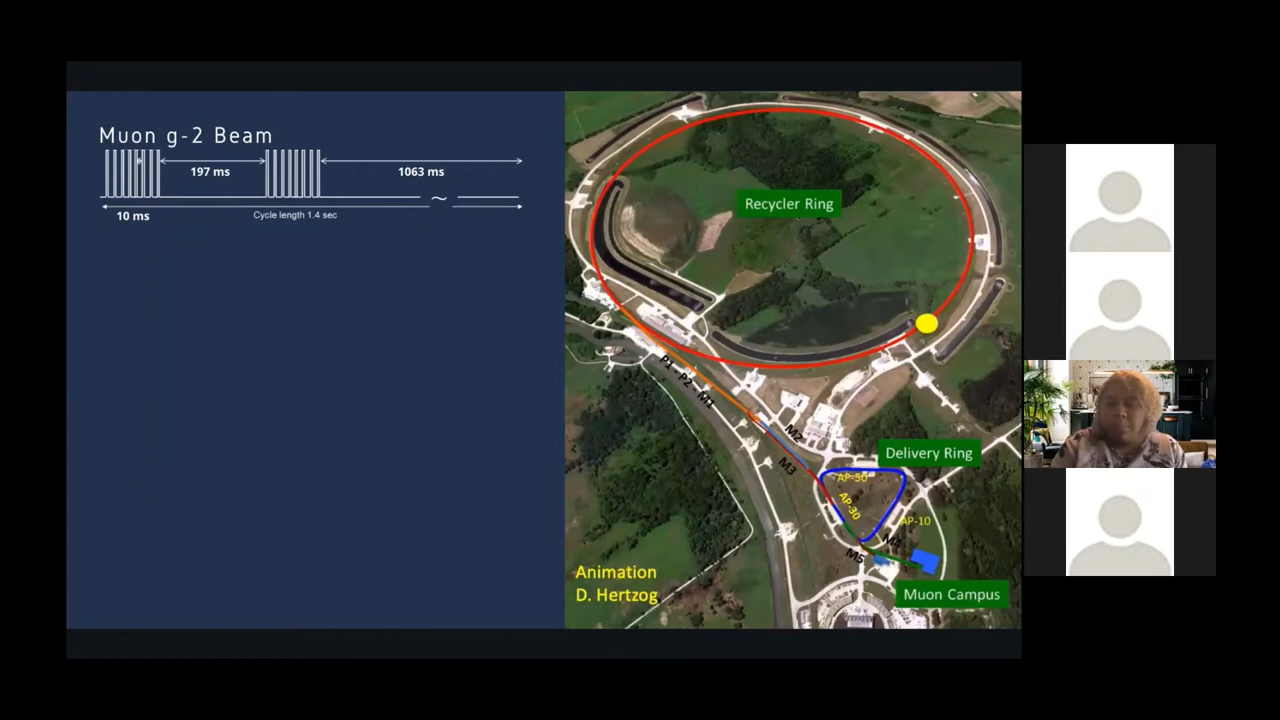 Muon g-2 Beam
197 ms
1063 ms
~
10 ms
Cycle length 1.4 sec
Recycler Ring
P1 - P2 - M1
M2
M3
Delivery Ring
AP-50
AP-30
AP-10
M4
M5
Animation
D. Hertzog
Muon Campus